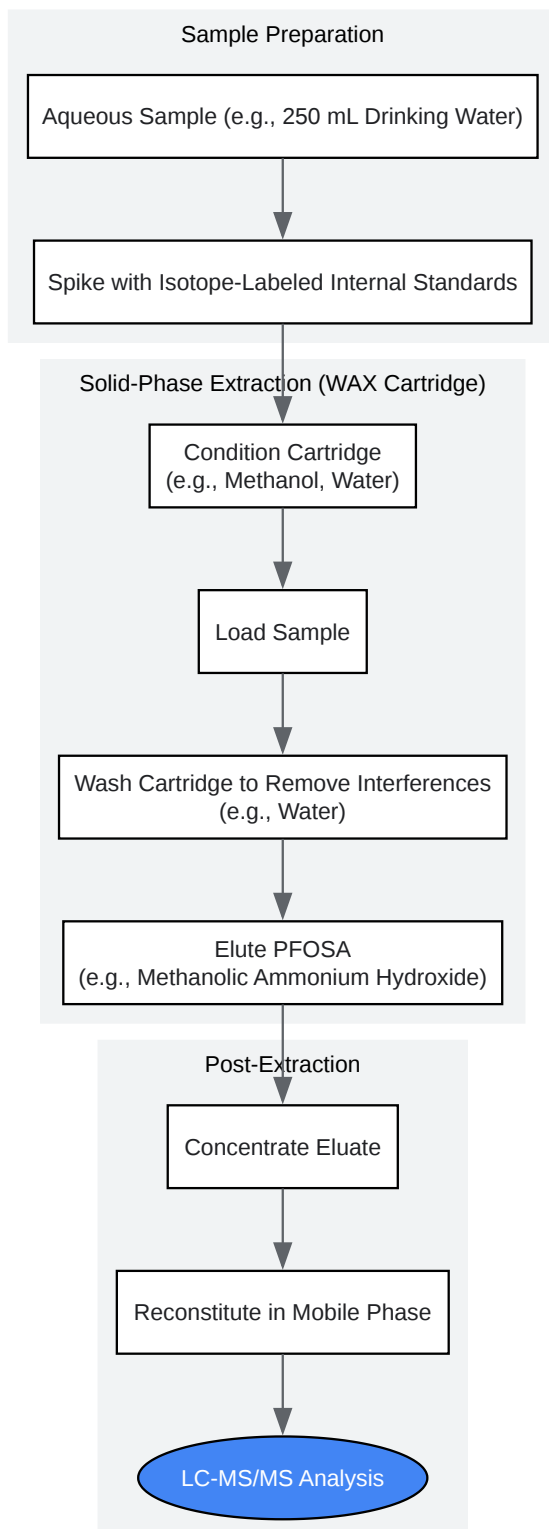 Sample Preparation
Aqueous Sample (e.g., 250 mL Drinking Water)
Spike with Isotope-Labeled Internal Standards
Solid-Phase Extraction (WAX Cartridge)
Condition Cartridge
(e.g., Methanol, Water)
Load Sample
Wash Cartridge to Remove Interferences
(e.g., Water)
Elute PFOSA
(e.g., Methanolic Ammonium Hydroxide)
Post-Extraction
Concentrate Eluate
Reconstitute in Mobile Phase
LC-MS/MS Analysis